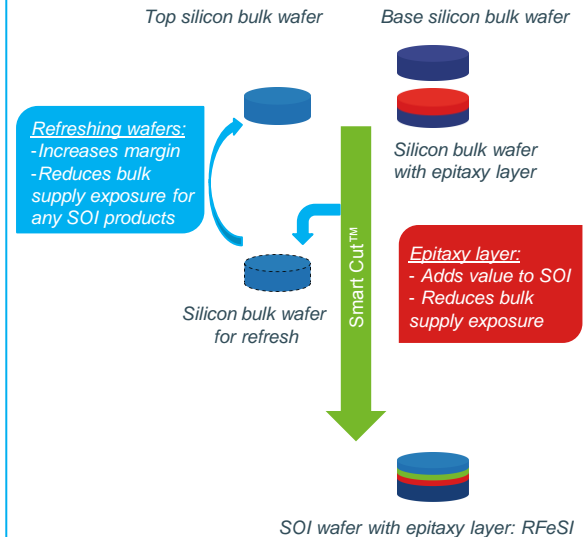 Top silicon bulk wafer
Base silicon bulk wafer
Refreshing wafers:
-Increases margin
-Reduces bulk
supply exposure for
any SOI products
Silicon bulk wafer
with epitaxy layer
Smart Cut™
Epitaxy layer:
- Adds value to SOI
- Reduces bulk
supply exposure
Silicon bulk wafer
for refresh
SOI wafer with epitaxy layer: RFeSI